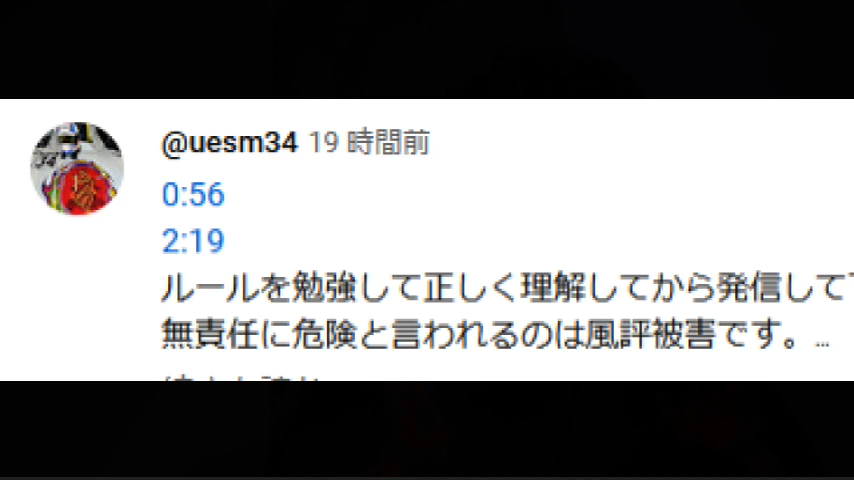 @uesm34 19 時間前
0:56
2:19
ルールを勉強して正しく理解してから発信して
無責任に危険と言われるのは風評被害です。...